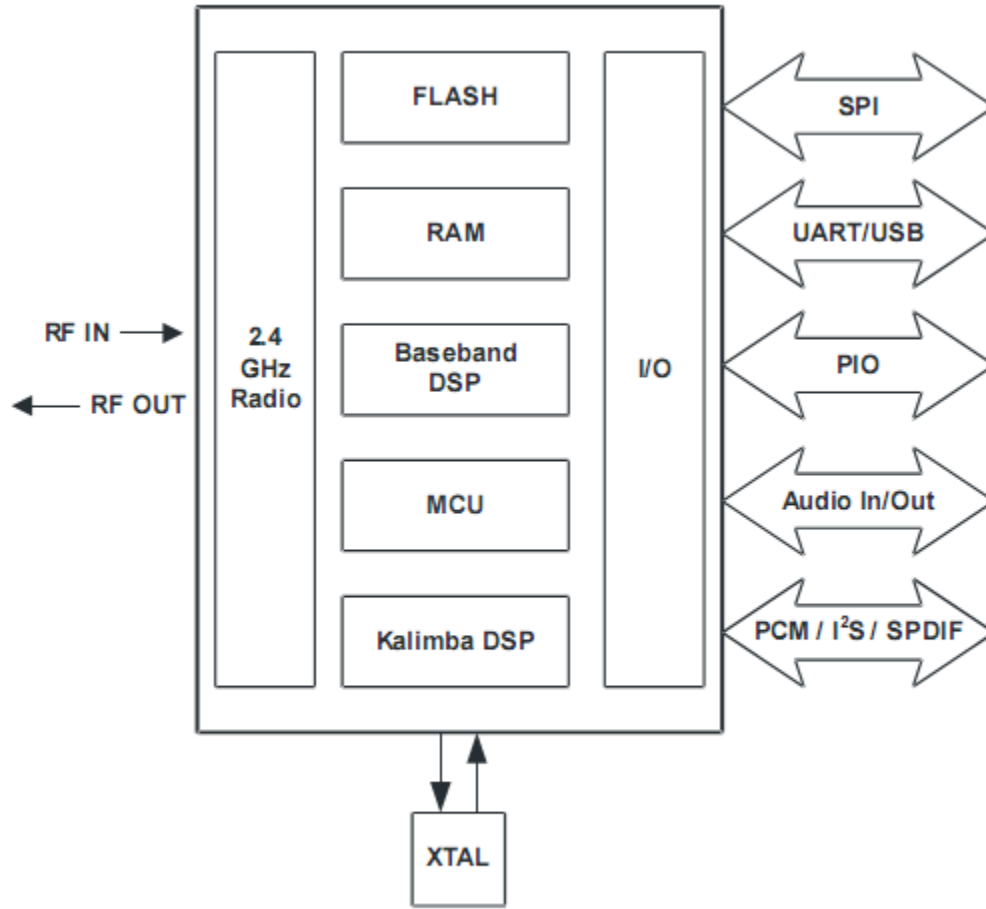 FLASH
SPI
RAM
UART/USB
RF IN
2.4
GHz
Radio
Baseband
DSP
I/O
PIO
RF OUT
MCU
Audio In/Out
Kalimba DSP
PCM / I²S / SPDIF
XTAL